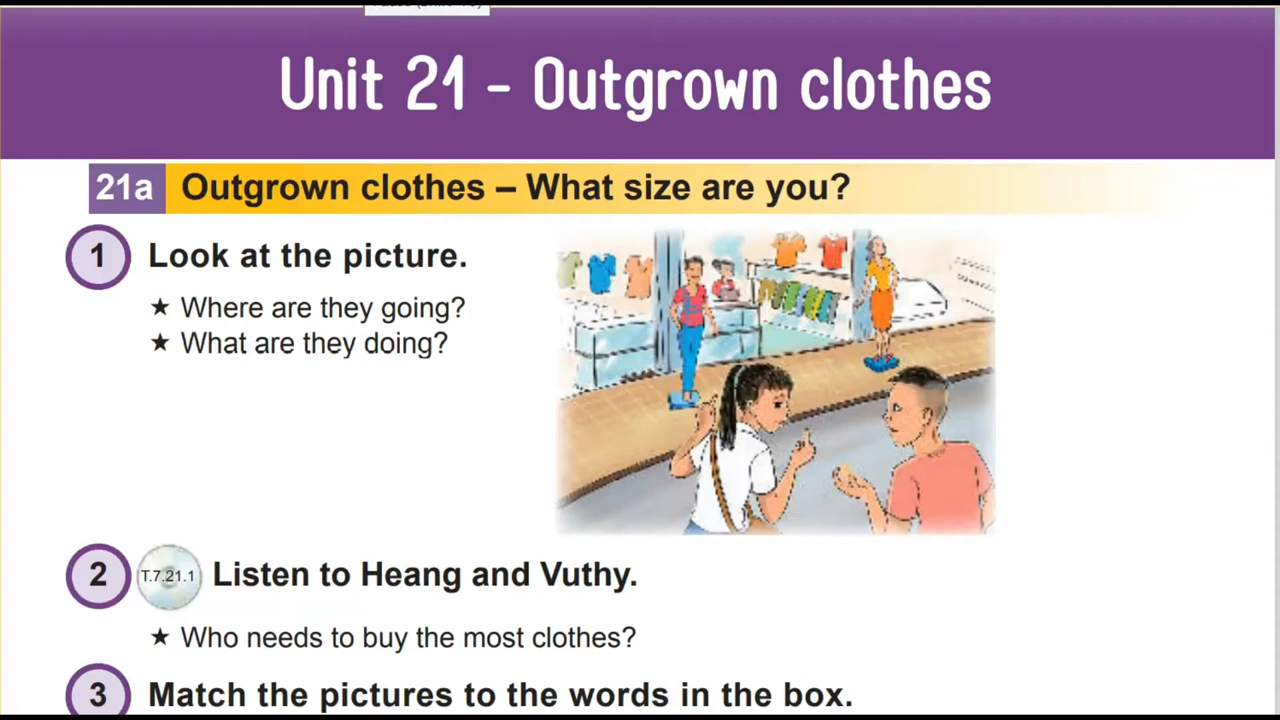 Unit 21 - Outgrown clothes
21a Outgrown clothes – What size are you?
1 Look at the picture.
★ Where are they going?
★ What are they doing?
2 T.7.21.1 Listen to Heang and Vuthy.
★ Who needs to buy the most clothes?
3 Match the pictures to the words in the box.